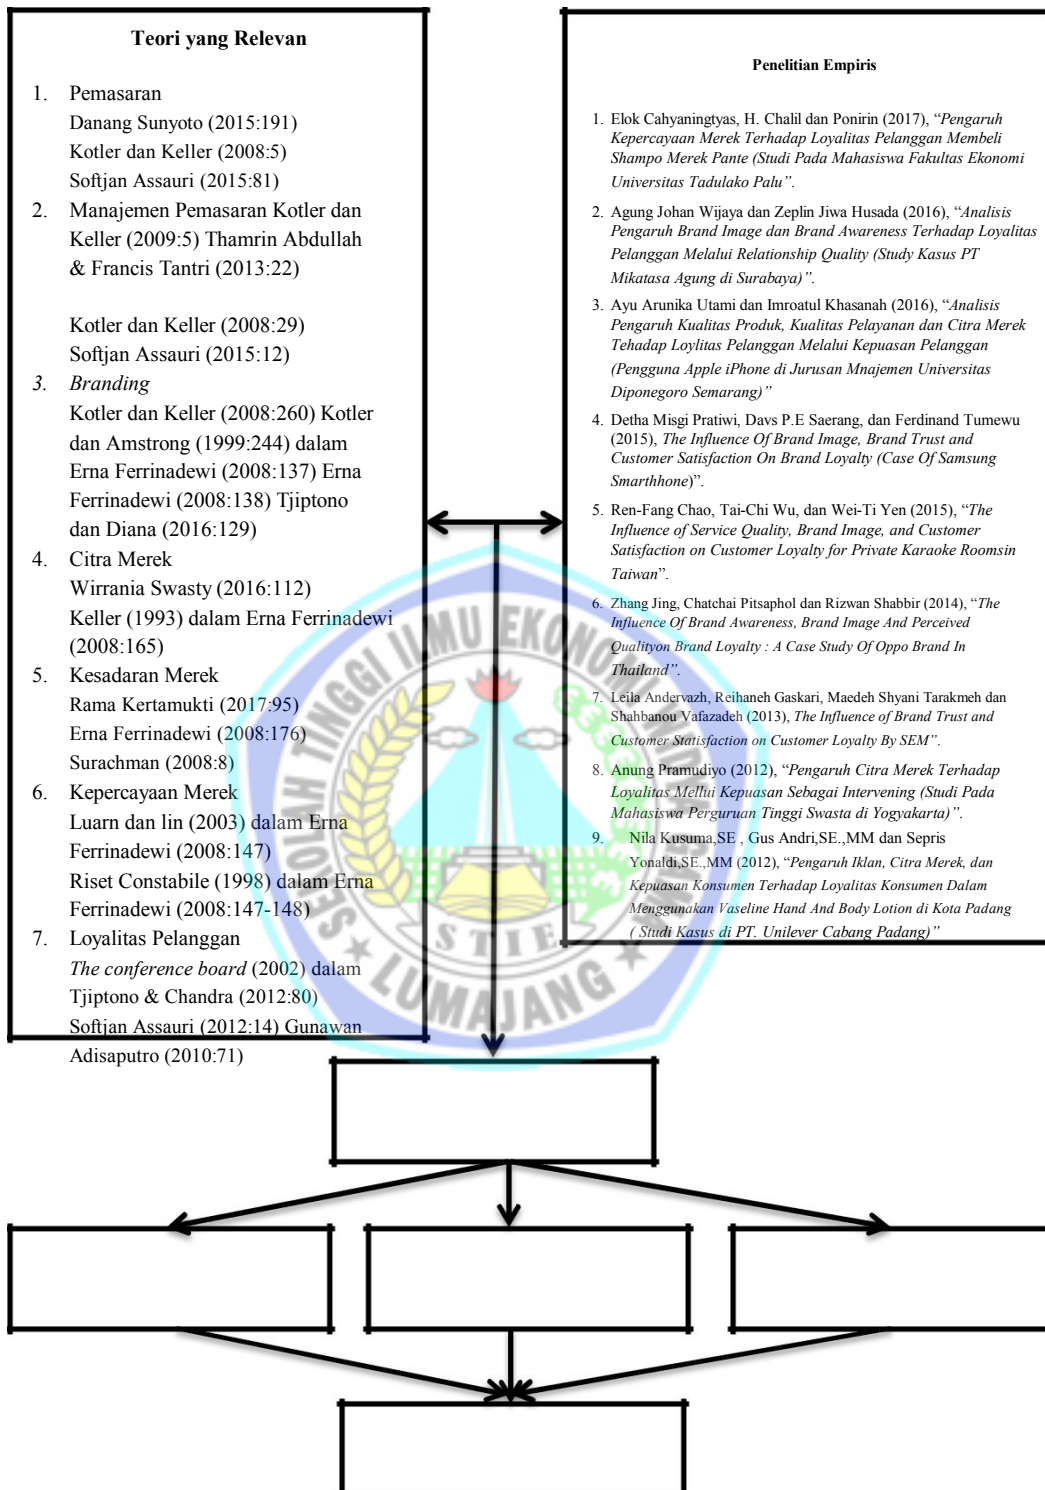 Teori yang Relevan
1. Pemasaran
Danang Sunyoto (2015:191)
Kotler dan Keller (2008:5)
Softjan Assauri (2015:81)
2. Manajemen Pemasaran Kotler dan
Keller (2009:5) Thamrin Abdullah
& Francis Tantri (2013:22)
Kotler dan Keller (2008:29)
Softjan Assauri (2015:12)
3. Branding
Kotler dan Keller (2008:260) Kotler
dan Amstrong (1999:244) dalam
Erna Ferrinadewi (2008:137) Erna
Ferrinadewi (2008:138) Tjiptono
dan Diana (2016:129)
4. Citra Merek
Wirrania Swasty (2016:112)
Keller (1993) dalam Erna Ferrinadewi
(2008:165)
5. Kesadaran Merek
Rama Kertamukti (2017:95)
Erna Ferrinadewi (2008:176)
Surachman (2008:8)
6. Kepercayaan Merek
Luarn dan lin (2003) dalam Erna
Ferrinadewi (2008:147)
Riset Constabile (1998) dalam Erna
Ferrinadewi (2008:147-148)
7. Loyalitas Pelanggan
The conference board (2002) dalam
Tjiptono & Chandra (2012:80)
Softjan Assauri (2012:14) Gunawan
Adisaputro (2010:71)
Penelitian Empiris
1. Elok Cahyaningtyas, H. Chalil dan Ponirin (2017), “Pengaruh
Kepercayaan Merek Terhadap Loyalitas Pelanggan Membeli
Shampo Merek Pante (Studi Pada Mahasiswa Fakultas Ekonomi
Universitas Tadulako Palu”.
2. Agung Johan Wijaya dan Zeplin Jiwa Husada (2016), “Analisis
Pengaruh Brand Image dan Brand Awareness Terhadap Loyalitas
Pelanggan Melalui Relationship Quality (Study Kasus PT
Mikatasa Agung di Surabaya)”.
3. Ayu Arunika Utami dan Imroatul Khasanah (2016), “Analisis
Pengaruh Kualitas Produk, Kualitas Pelayanan dan Citra Merek
Tehadap Loylitas Pelanggan Melalui Kepuasan Pelanggan
(Pengguna Apple iPhone di Jurusan Mnajemen Universitas
Diponegoro Semarang)”
4. Detha Misgi Pratiwi, Davs P.E Saerang, dan Ferdinand Tumewu
(2015), The Influence Of Brand Image, Brand Trust and
Customer Satisfaction On Brand Loyalty (Case Of Samsung
Smarthhone)”.
5. Ren-Fang Chao, Tai-Chi Wu, dan Wei-Ti Yen (2015), “The
Influence of Service Quality, Brand Image, and Customer
Satisfaction on Customer Loyalty for Private Karaoke Roomsin
Taiwan”.
6. Zhang Jing, Chatchai Pitsaphol dan Rizwan Shabbir (2014), “The
Influence Of Brand Awareness, Brand Image And Perceived
Qualityon Brand Loyalty : A Case Study Of Oppo Brand In
Thailand”.
7. Leila Andervazh, Reihaneh Gaskari, Maedeh Shyani Tarakmeh dan
Shahbanou Vafazadeh (2013), The Influence of Brand Trust and
Customer Statisfaction on Customer Loyalty By SEM”.
8. Anung Pramudiyo (2012), “Pengaruh Citra Merek Terhadap
Loyalitas Mellui Kepuasan Sebagai Intervening (Studi Pada
Mahasiswa Perguruan Tinggi Swasta di Yogyakarta)”.
9. Nila Kusuma,SE , Gus Andri,SE.,MM dan Sepris
Yonaldi,SE.,MM (2012), “Pengaruh Iklan, Citra Merek, dan
Kepuasan Konsumen Terhadap Loyalitas Konsumen Dalam
Menggunakan Vaseline Hand And Body Lotion di Kota Padang
( Studi Kasus di PT. Unilever Cabang Padang)”
SEKOLAH TINGGI ILMU EKONOMI WIDYA GAMA
STIE
LUMAJANG